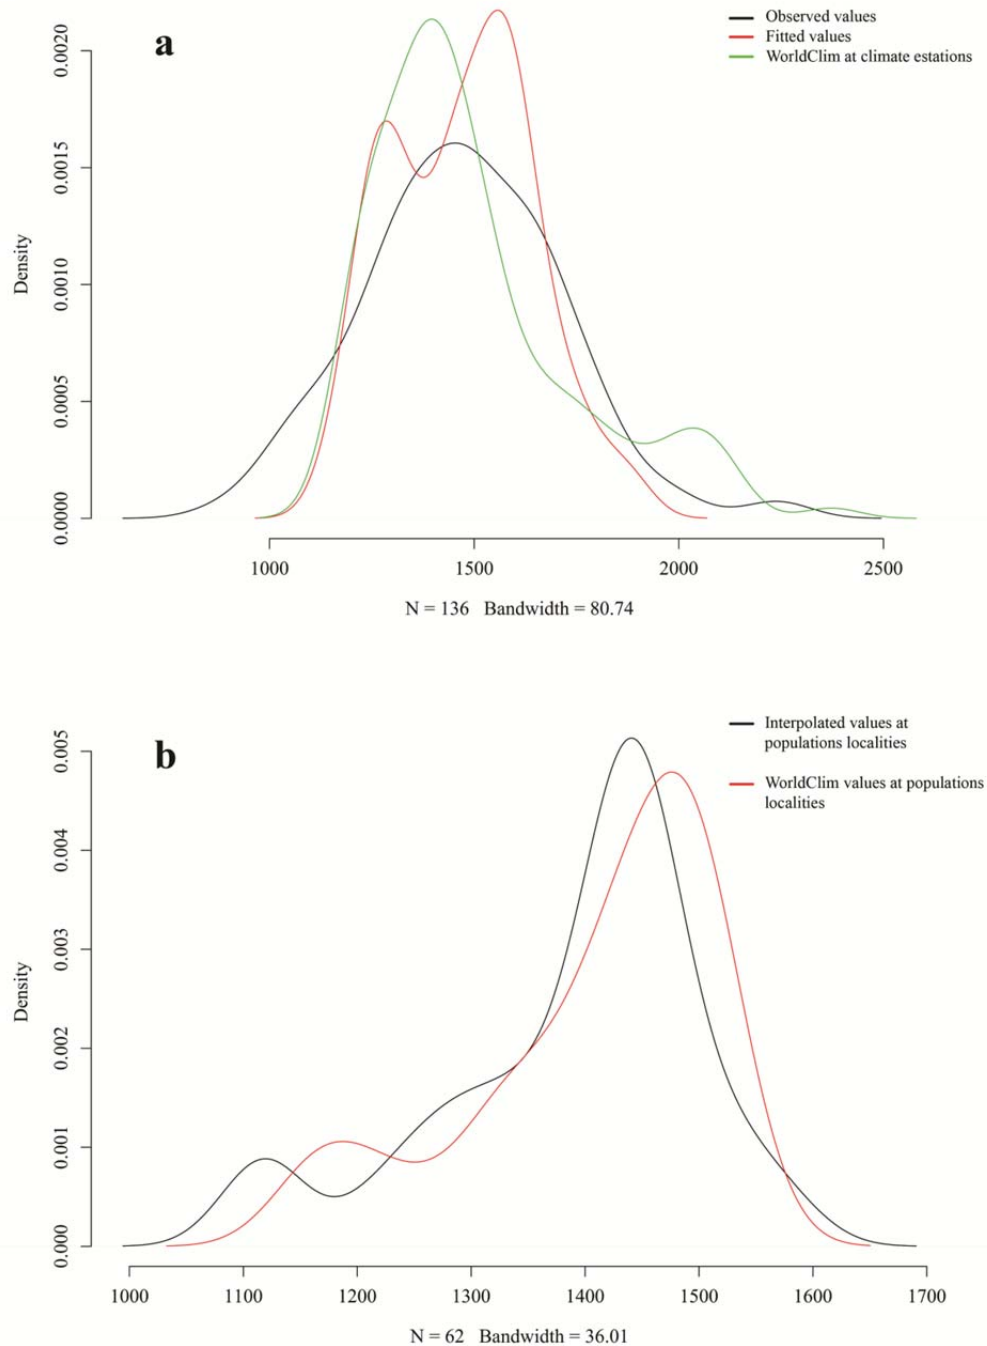 a
Observed values
Fitted values
WorldClim at climate estations
Density
0.0000
0.0005
0.0010
0.0015
0.0020
1000 1500 2000 2500
N = 136 Bandwidth = 80.74
b
Interpolated values at
populations localities
WorldClim values at populations
localities
Density
0.000
0.001
0.002
0.003
0.004
0.005
1000 1100 1200 1300 1400 1500 1600 1700
N = 62 Bandwidth = 36.01